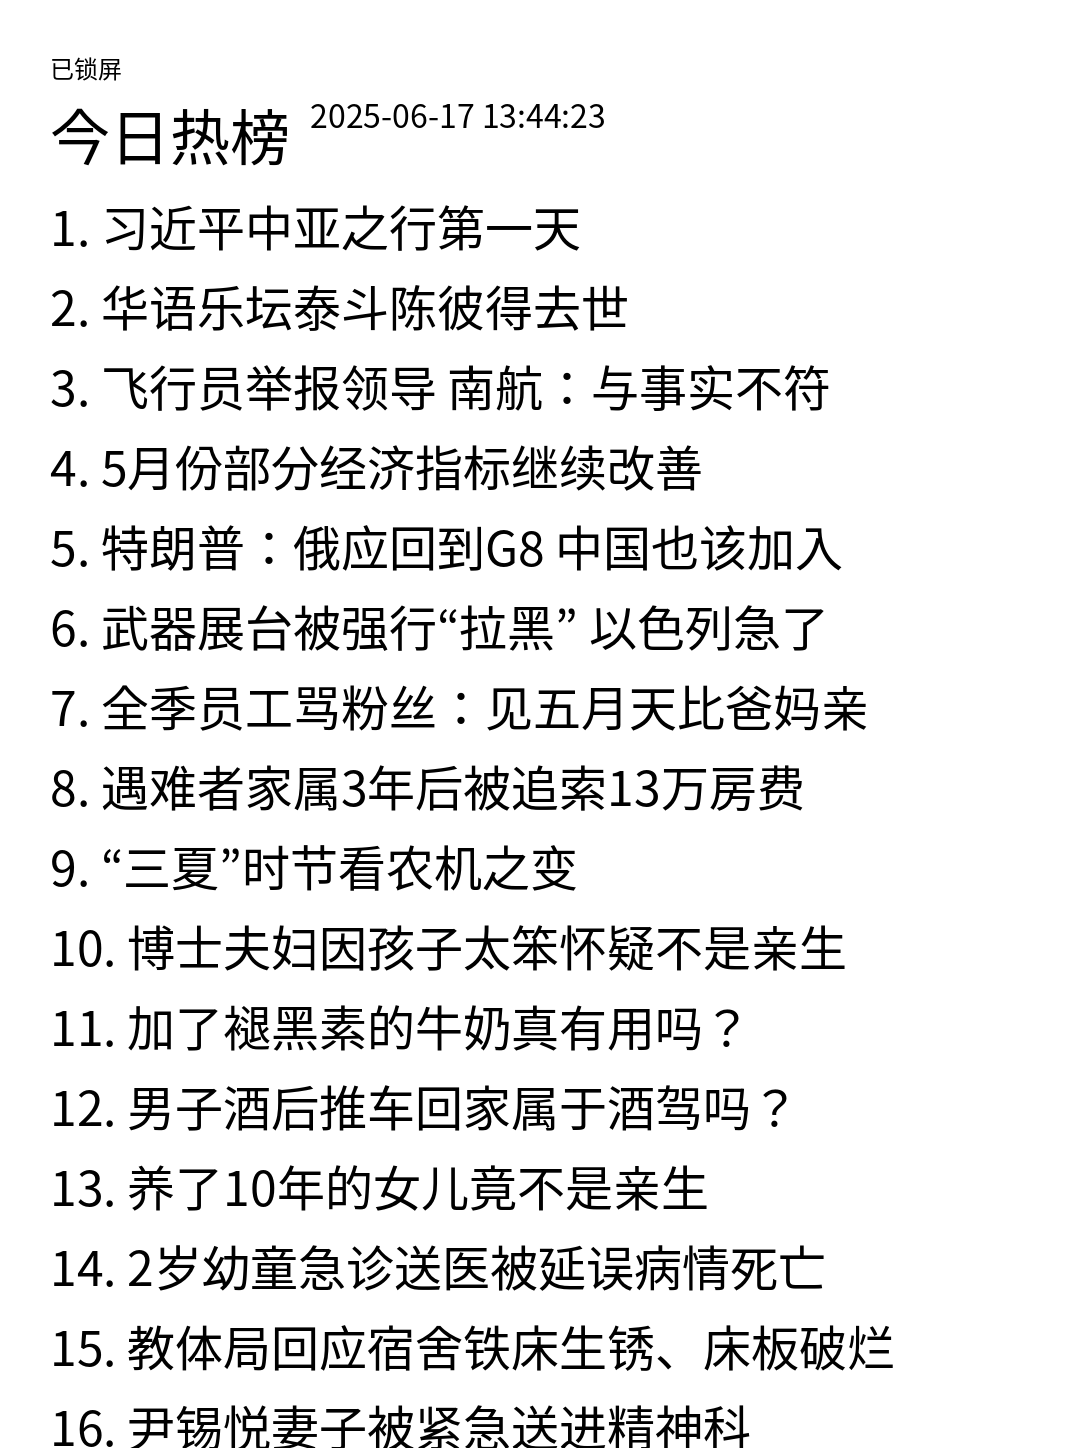 已锁屏
今日热榜 2025-06-17 13:44:23
1. 习近平中亚之行第一天
2. 华语乐坛泰斗陈彼得去世
3. 飞行员举报领导 南航：与事实不符
4. 5月份部分经济指标继续改善
5. 特朗普：俄应回到G8 中国也该加入
6. 武器展台被强行“拉黑” 以色列急了
7. 全季员工骂粉丝：见五月天比爸妈亲
8. 遇难者家属3年后被追索13万房费
9. “三夏”时节看农机之变
10. 博士夫妇因孩子太笨怀疑不是亲生
11. 加了褪黑素的牛奶真有用吗？
12. 男子酒后推车回家属于酒驾吗？
13. 养了10年的女儿竟不是亲生
14. 2岁幼童急诊送医被延误病情死亡
15. 教体局回应宿舍铁床生锈、床板破烂
16. 尹锡悦妻子被紧急送进精神科